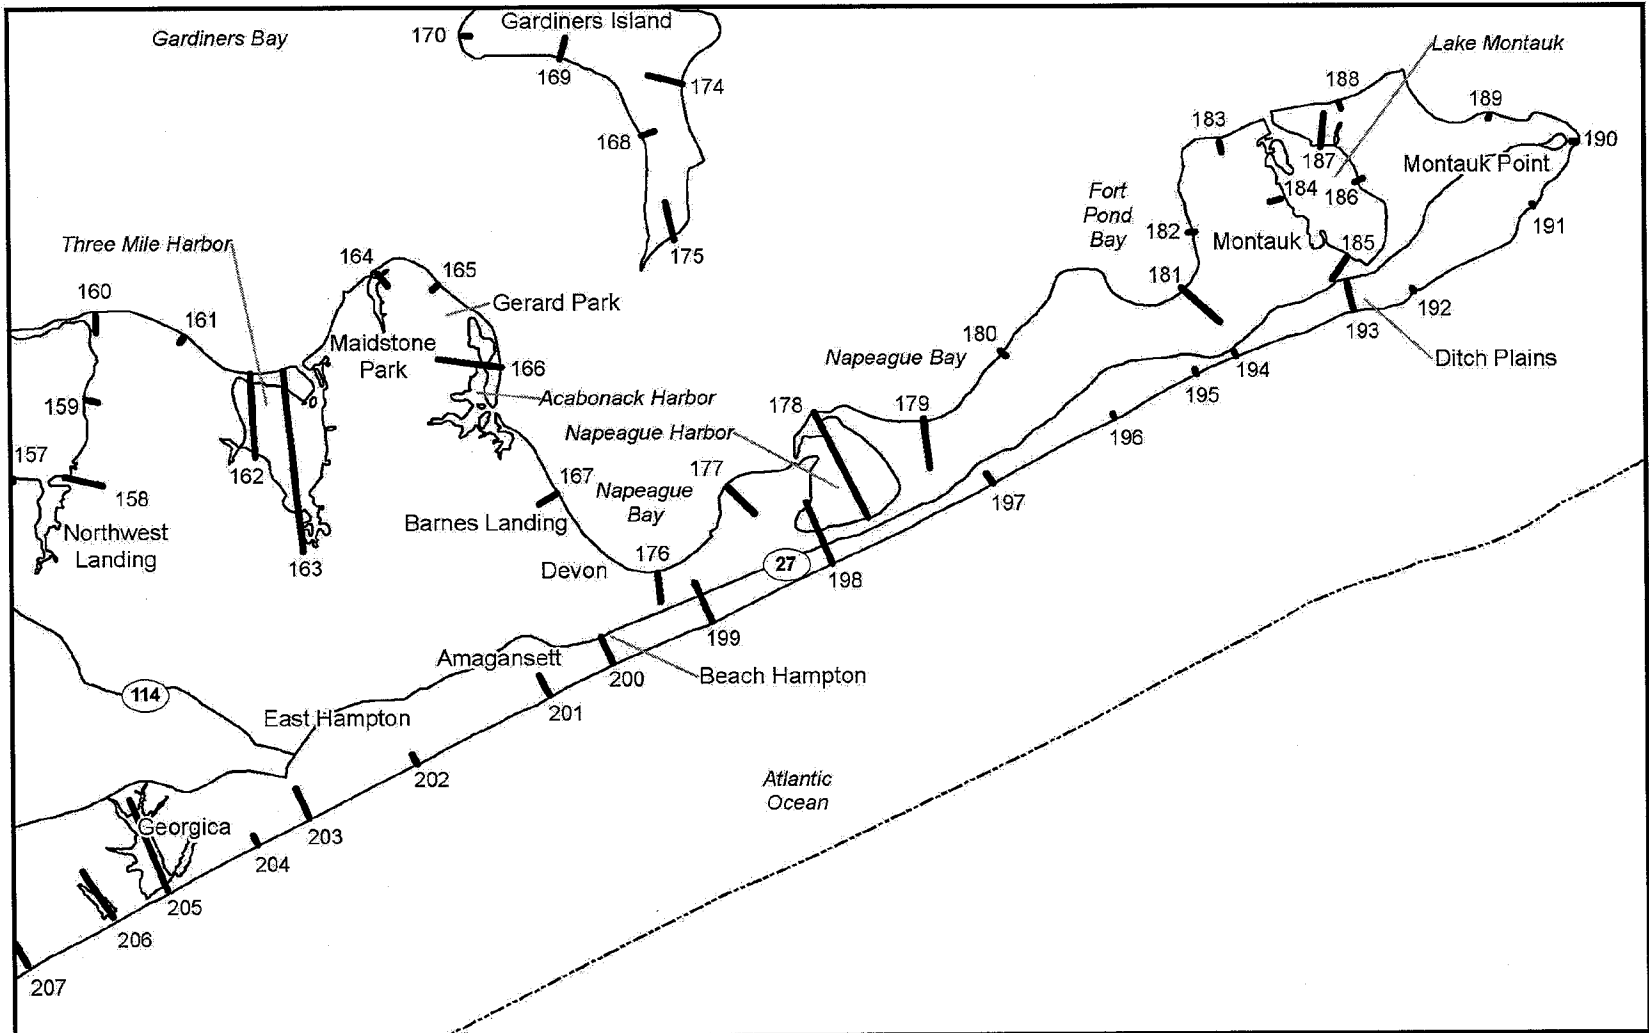 Gardiners Bay
170
Gardiners Island
169
174
168
175
Lake Montauk
188
189
183
190
187
Montauk Point
184
186
Fort
Pond
Bay
182
Montauk
191
185
181
192
193
Ditch Plains
Three Mile Harbor
164
165
160
161
Gerard Park
Maidstone
Park
166
180
Napeague Bay
194
195
159
Acabonack Harbor
178
179
Napeague Harbor
196
157
162
158
167
177
Napeague
Bay
197
Barnes Landing
Northwest
Landing
163
176
Devon
27
198
199
Amagansett
200
Beach Hampton
114
201
East Hampton
202
Atlantic
Ocean
Georgica
203
204
205
206
207